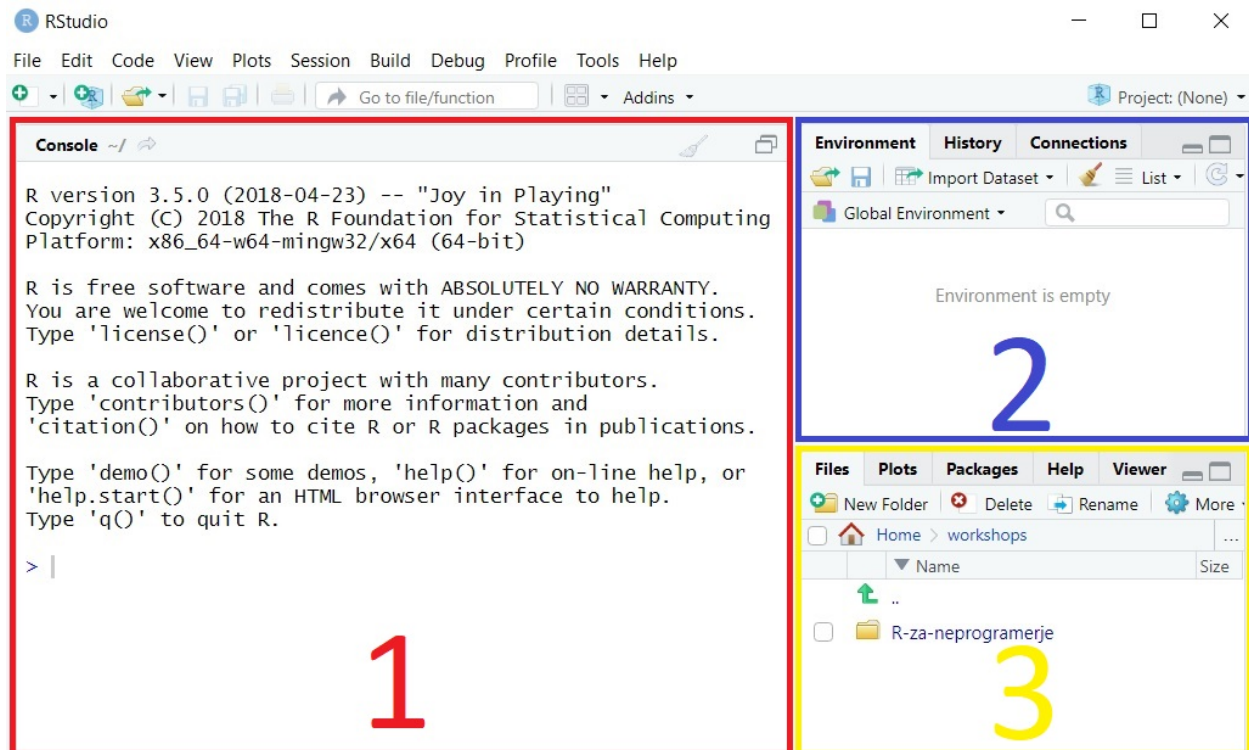 RStudio
File Edit Code View Plots Session Build Debug Profile Tools Help
Go to file/function Addins Project: (None)
Console ~/
R version 3.5.0 (2018-04-23) -- "Joy in Playing"
Copyright (C) 2018 The R Foundation for Statistical Computing
Platform: x86_64-w64-mingw32/x64 (64-bit)
R is free software and comes with ABSOLUTELY NO WARRANTY.
You are welcome to redistribute it under certain conditions.
Type 'license()' or 'licence()' for distribution details.
R is a collaborative project with many contributors.
Type 'contributors()' for more information and
'citation()' on how to cite R or R packages in publications.
Type 'demo()' for some demos, 'help()' for on-line help, or
'help.start()' for an HTML browser interface to help.
Type 'q()' to quit R.
>
1
Environment History Connections
Import Dataset List
Global Environment
Environment is empty
2
Files Plots Packages Help Viewer
New Folder Delete Rename More
Home > workshops ...
Name Size
..
R-za-neprogramerje
3